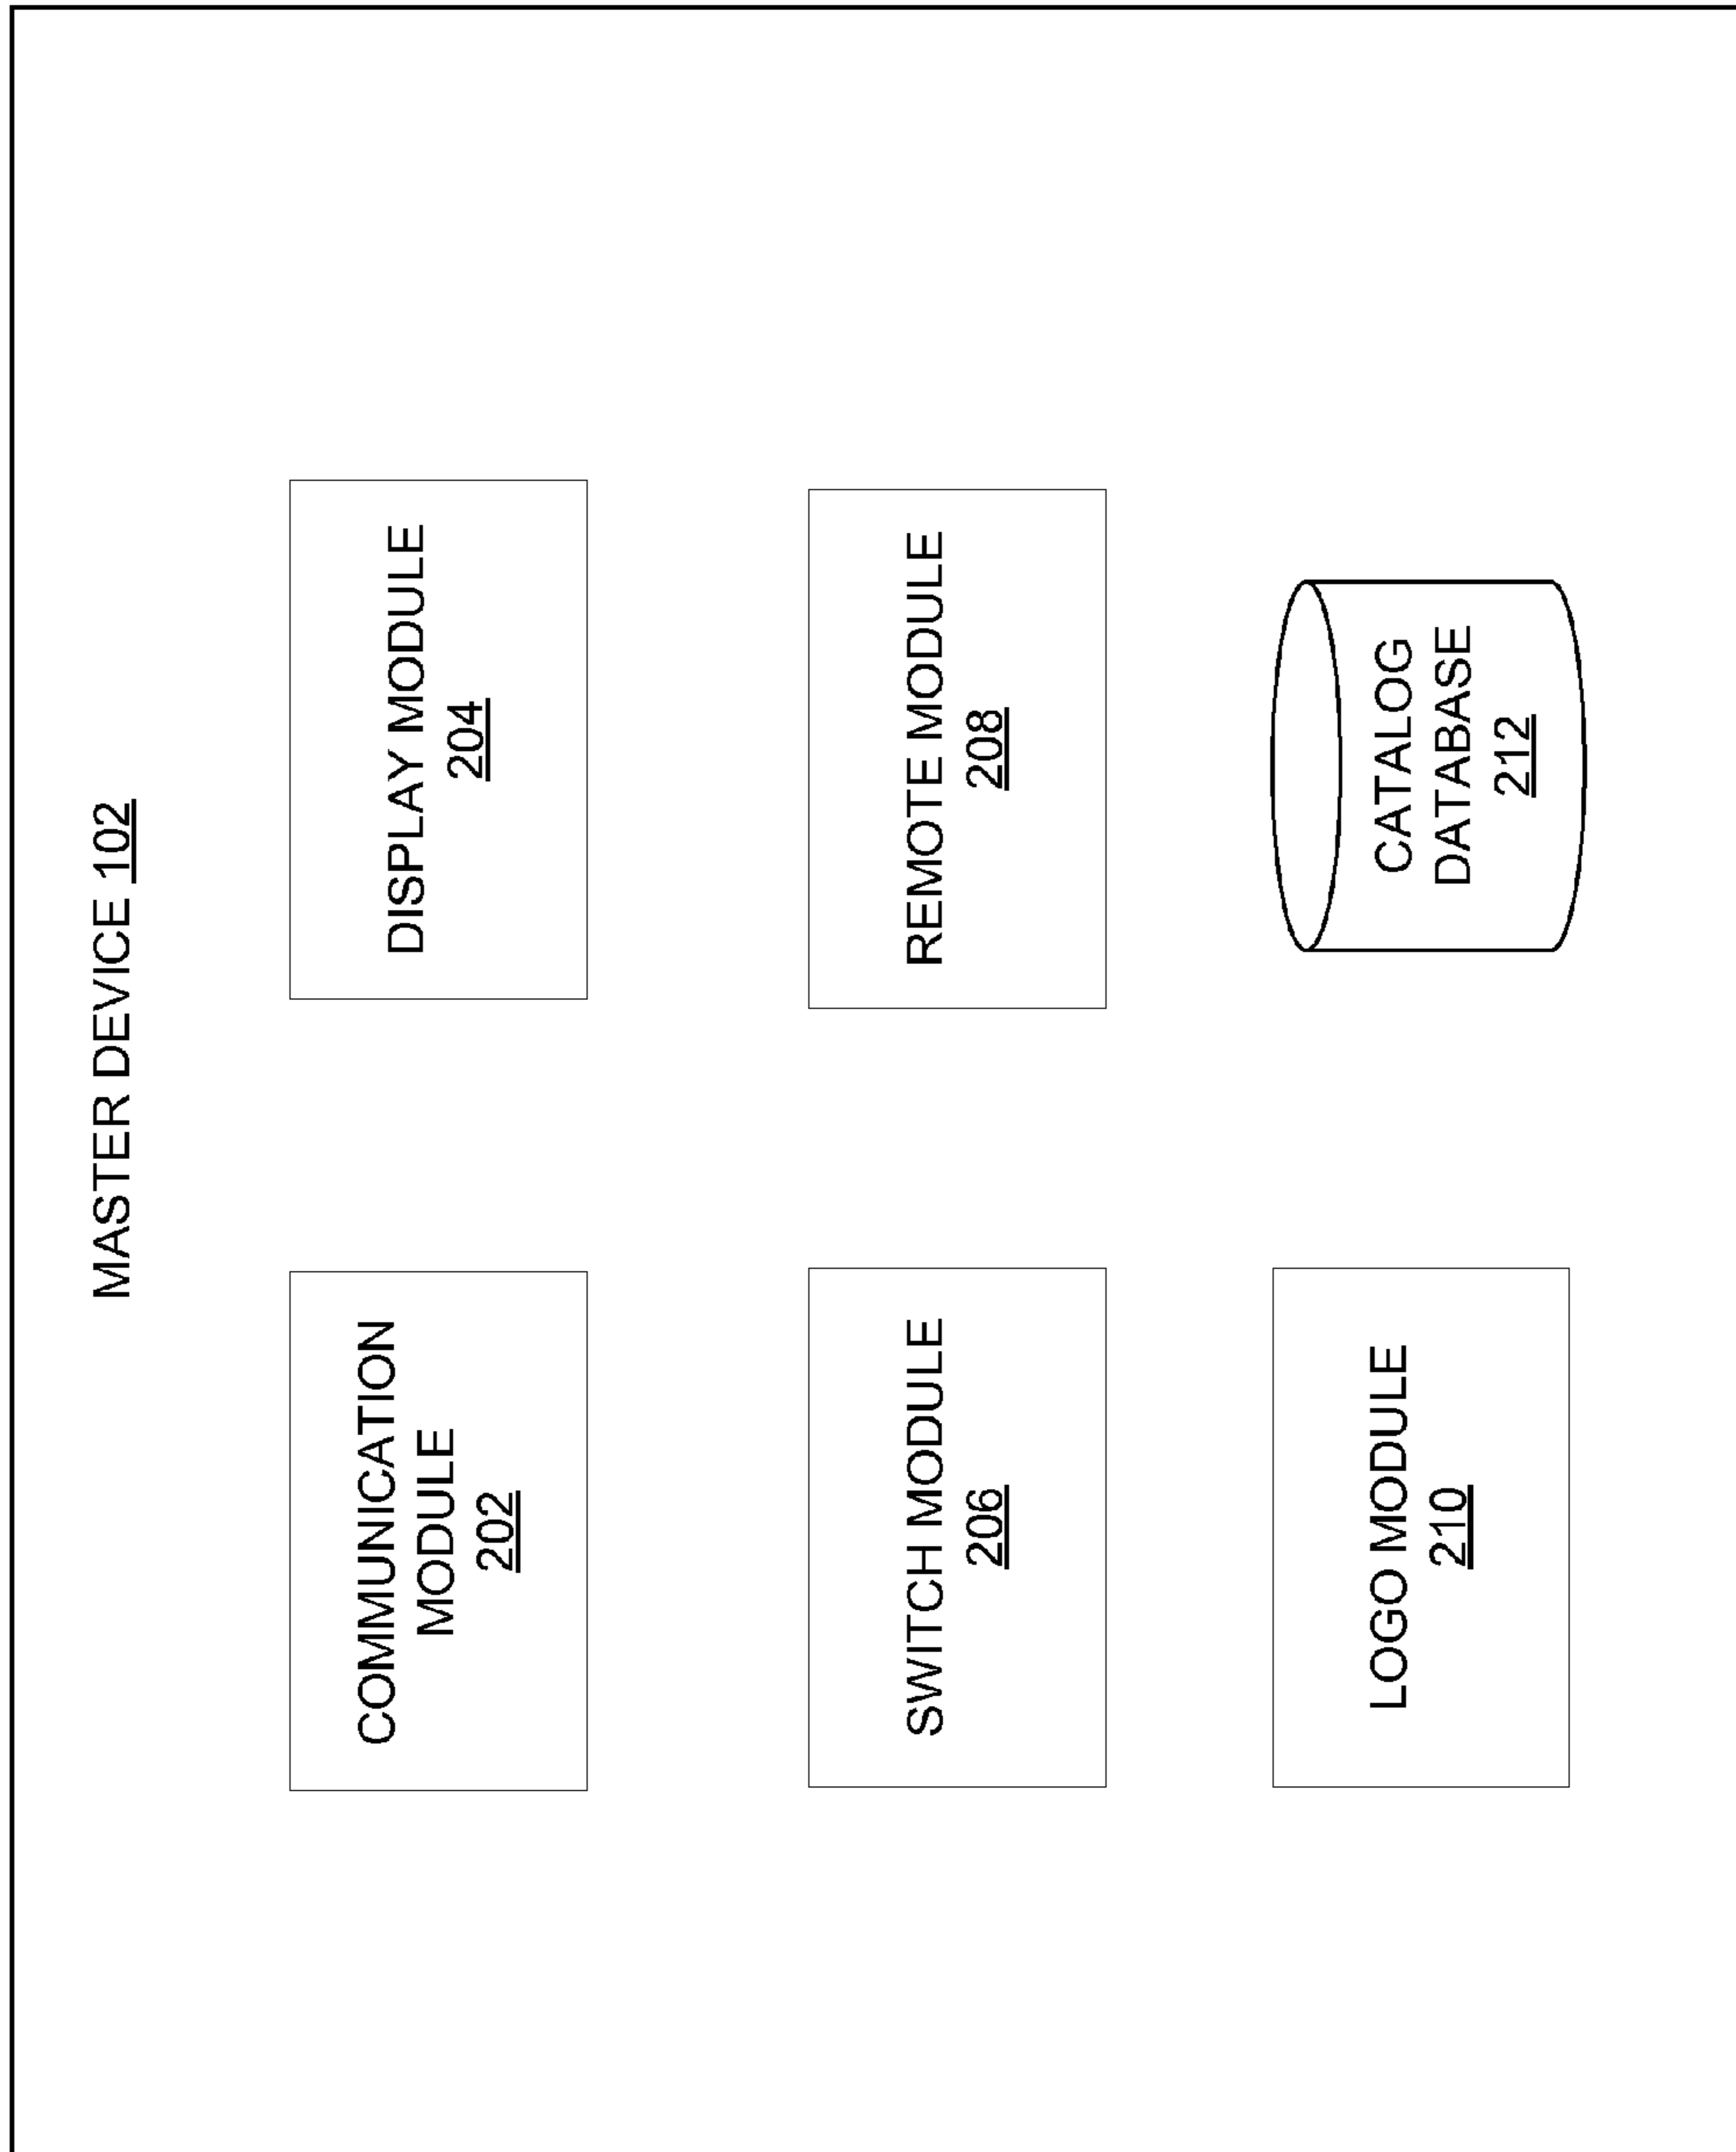 MASTER DEVICE 102
COMMUNICATION
MODULE
202
DISPLAY MODULE
204
SWITCH MODULE
206
REMOTE MODULE
208
LOGO MODULE
210
CATALOG
DATABASE
212